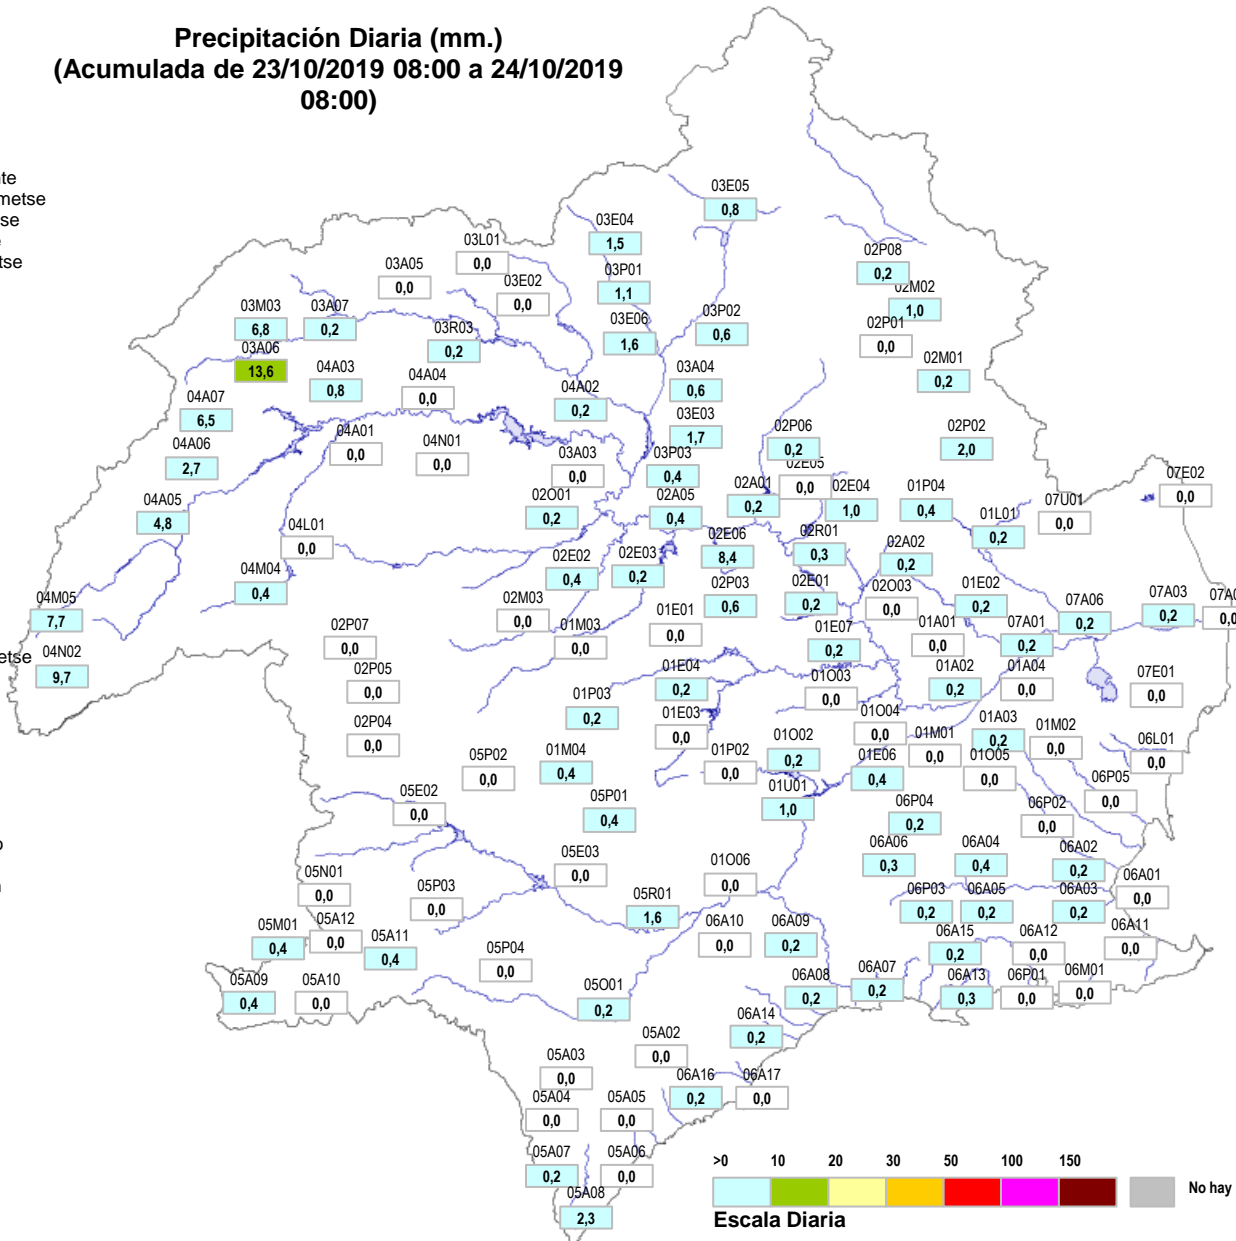 Precipitación Diaria (mm.)
(Acumulada de 23/10/2019 08:00 a 24/10/2019
08:00)
03E05
0,8
03E04
1,5
03L01
0,0
02P08
0,2
03A05
0,0
03P01
1,1
03E02
0,0
02M02
1,0
03M03
6,8
03A07
0,2
03P02
0,6
03E06
1,6
02P01
0,0
03R03
0,2
03A06
13,6
02M01
0,2
04A03
0,8
04A04
0,0
03A04
0,6
04A02
0,2
04A07
6,5
03E03
1,7
04A01
0,0
02P06
0,2
02P02
2,0
04A06
2,7
04N01
0,0
03A03
0,0
03P03
0,4
02E05
0,0
07E02
0,0
04A05
4,8
02O01
0,2
02A05
0,4
02A01
0,2
02E04
1,0
01P04
0,4
07U01
0,0
01L01
0,2
04L01
0,0
02E06
8,4
02R01
0,3
02A02
0,2
02E02
0,4
02E03
0,2
04M04
0,4
02P03
0,6
02E01
0,2
02O03
0,0
01E02
0,2
07A03
0,2
0,0
04M05
7,7
02M03
0,0
01E01
0,0
07A06
0,2
02P07
0,0
01M03
0,0
01E07
0,2
01A01
0,0
07A01
0,2
04N02
9,7
02P05
0,0
01E04
0,2
01O03
0,0
01A02
0,2
01A04
0,0
07E01
0,0
01P03
0,2
01E03
0,0
02P04
0,0
01O04
0,0
01A03
0,2
01M02
0,0
01M01
0,0
06L01
0,0
05P02
0,0
01M04
0,4
01P02
0,0
01O02
0,2
01E06
0,4
01O05
0,0
06P05
0,0
05E02
0,0
05P01
0,4
01U01
1,0
06P04
0,2
06P02
0,0
05E03
0,0
01O06
0,0
06A06
0,3
06A04
0,4
06A02
0,2
05N01
0,0
05P03
0,0
05R01
1,6
06P03
0,2
06A05
0,2
06A03
0,2
06A01
0,0
05M01
0,4
05A12
0,0
05A11
0,4
06A10
0,0
06A09
0,2
06A15
0,2
06A12
0,0
06A11
0,0
05P04
0,0
05A09
0,4
05A10
0,0
05O01
0,2
06A08
0,2
06A07
0,2
06A13
0,3
06P01
0,0
06M01
0,0
06A14
0,2
05A02
0,0
05A03
0,0
06A16
0,2
06A17
0,0
05A04
0,0
05A05
0,0
05A07
0,2
05A06
0,0
05A08
2,3
>0 10 20 30 50 100 150
No hay
Escala Diaria